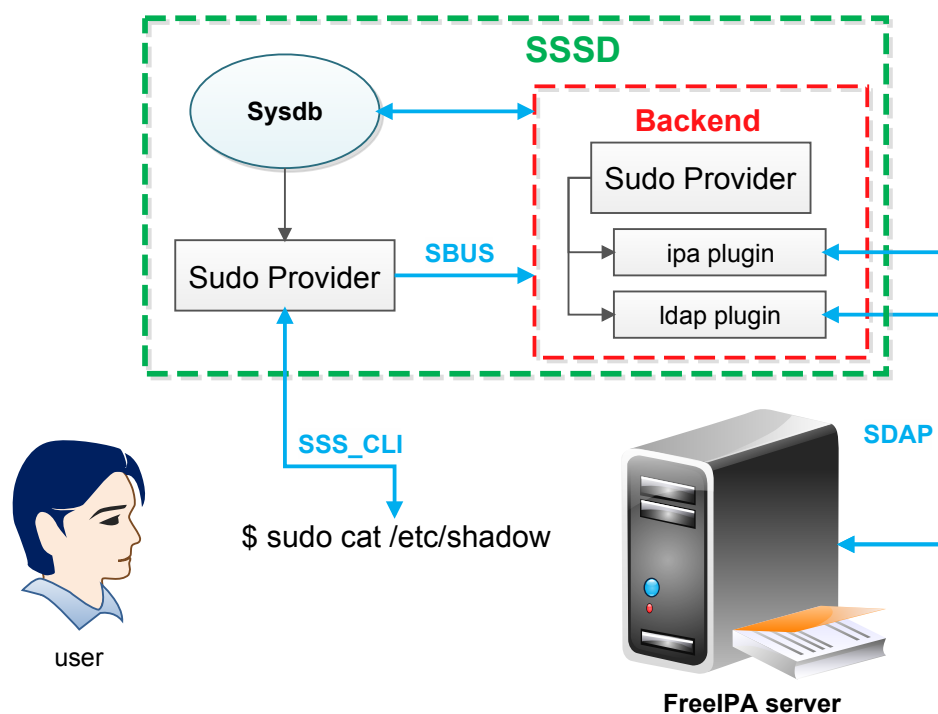 SSSD
Sysdb
Backend
Sudo Provider
Sudo Provider
SBUS
ipa plugin
ldap plugin
SSS_CLI
SDAP
$ sudo cat /etc/shadow
user
FreeIPA server